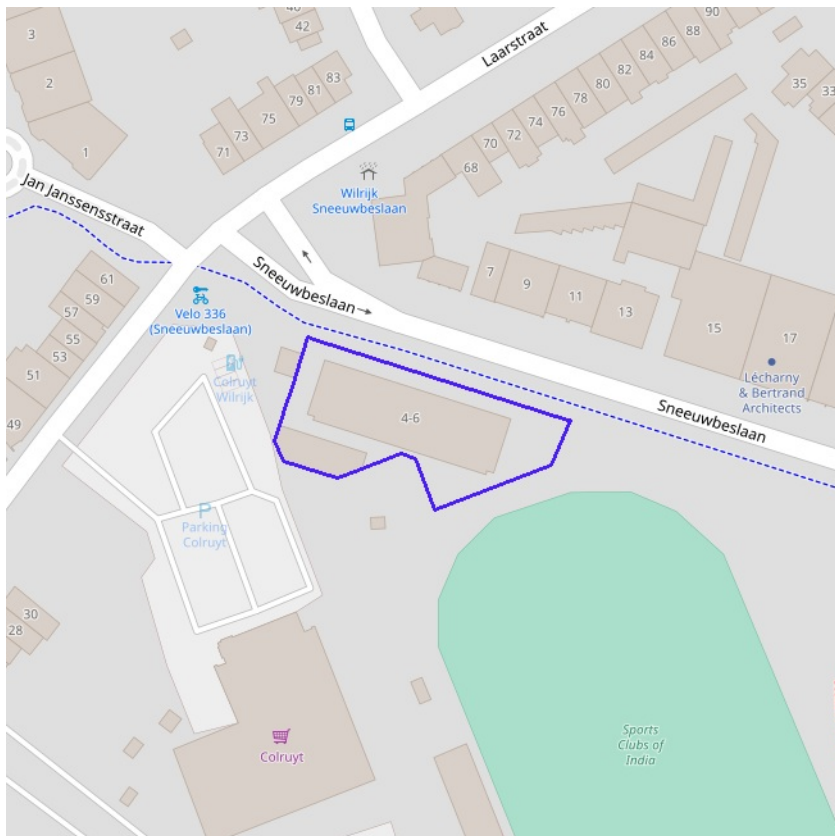 3
2
1
40
42
83
81
79
75
73
71
Laarstraat
90
88
86
84
82
80
78
76
74
72
70
68
35
33
Jan Janssensstraat
Wilrijk
Sneeuwbeslaan
Sneeuwbeslaan
61
59
57
55
53
51
49
Velo 336
(Sneeuwbeslaan)
7
9
11
13
15
17
Lécharny
& Bertrand
Architects
Colruyt
Wilrijk
4-6
Sneeuwbeslaan
P
Parking
Colruyt
30
28
Colruyt
Sports
Clubs of
India